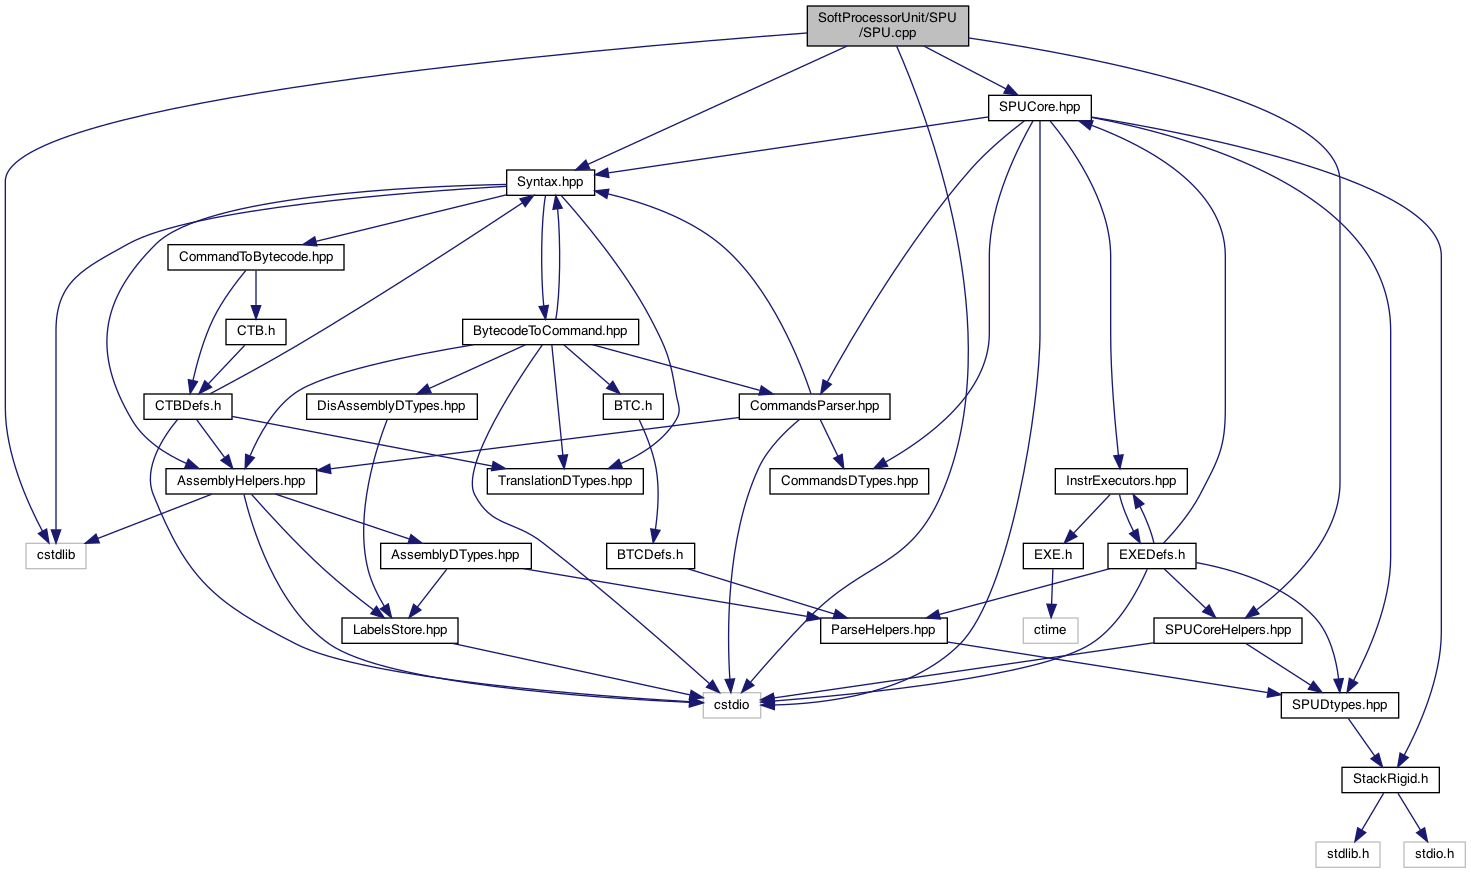 SoftProcessorUnit/SPU
/SPU.cpp
SPUCore.hpp
Syntax.hpp
CommandToBytecode.hpp
CTB.h
BytecodeToCommand.hpp
CTBDefs.h
DisAssemblyDTypes.hpp
BTC.h
CommandsParser.hpp
AssemblyHelpers.hpp
TranslationDTypes.hpp
CommandsDTypes.hpp
InstrExecutors.hpp
cstdlib
AssemblyDTypes.hpp
BTCDefs.h
EXE.h
EXEDefs.h
LabelsStore.hpp
ParseHelpers.hpp
ctime
SPUCoreHelpers.hpp
cstdio
SPUDtypes.hpp
StackRigid.h
stdlib.h
stdio.h